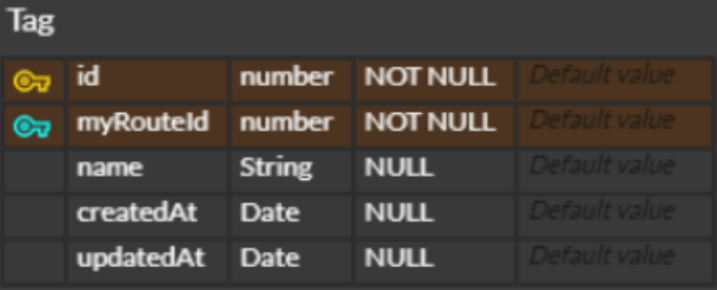 Tag
id number NOT NULL Default value
myRouteId number NOT NULL Default value
name String NULL Default value
createdAt Date NULL Default value
updatedAt Date NULL Default value